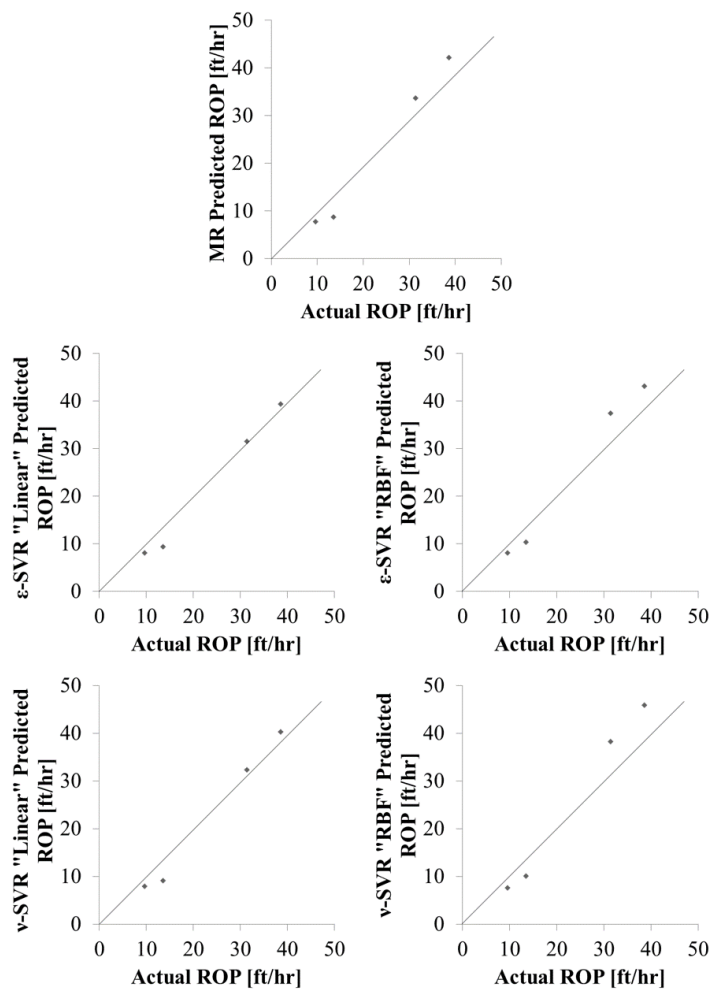 MR Predicted ROP [ft/hr]
50
40
30
20
10
0
0 10 20 30 40 50
Actual ROP [ft/hr]
ε-SVR "Linear" Predicted
ROP [ft/hr]
50
40
30
20
10
0
0 10 20 30 40 50
Actual ROP [ft/hr]
ε-SVR "RBF" Predicted
ROP [ft/hr]
50
40
30
20
10
0
0 10 20 30 40 50
Actual ROP [ft/hr]
ν-SVR "Linear" Predicted
ROP [ft/hr]
50
40
30
20
10
0
0 10 20 30 40 50
Actual ROP [ft/hr]
ν-SVR "RBF" Predicted
ROP [ft/hr]
50
40
30
20
10
0
0 10 20 30 40 50
Actual ROP [ft/hr]